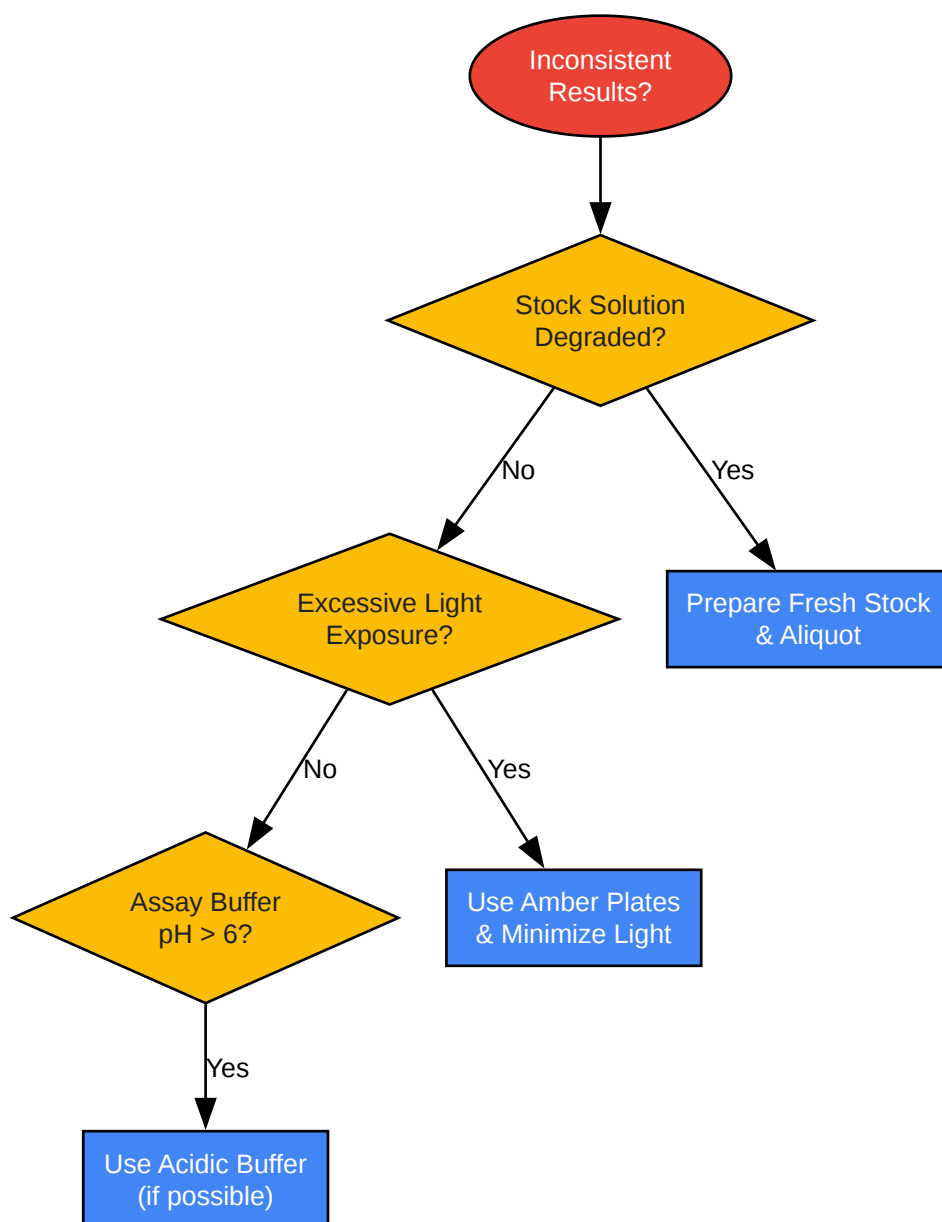 Inconsistent
Results?
Stock Solution
Degraded?
No
Yes
Excessive Light
Exposure?
Prepare Fresh Stock
& Aliquot
No
Yes
Assay Buffer
pH > 6?
Use Amber Plates
& Minimize Light
Yes
Use Acidic Buffer
(if possible)